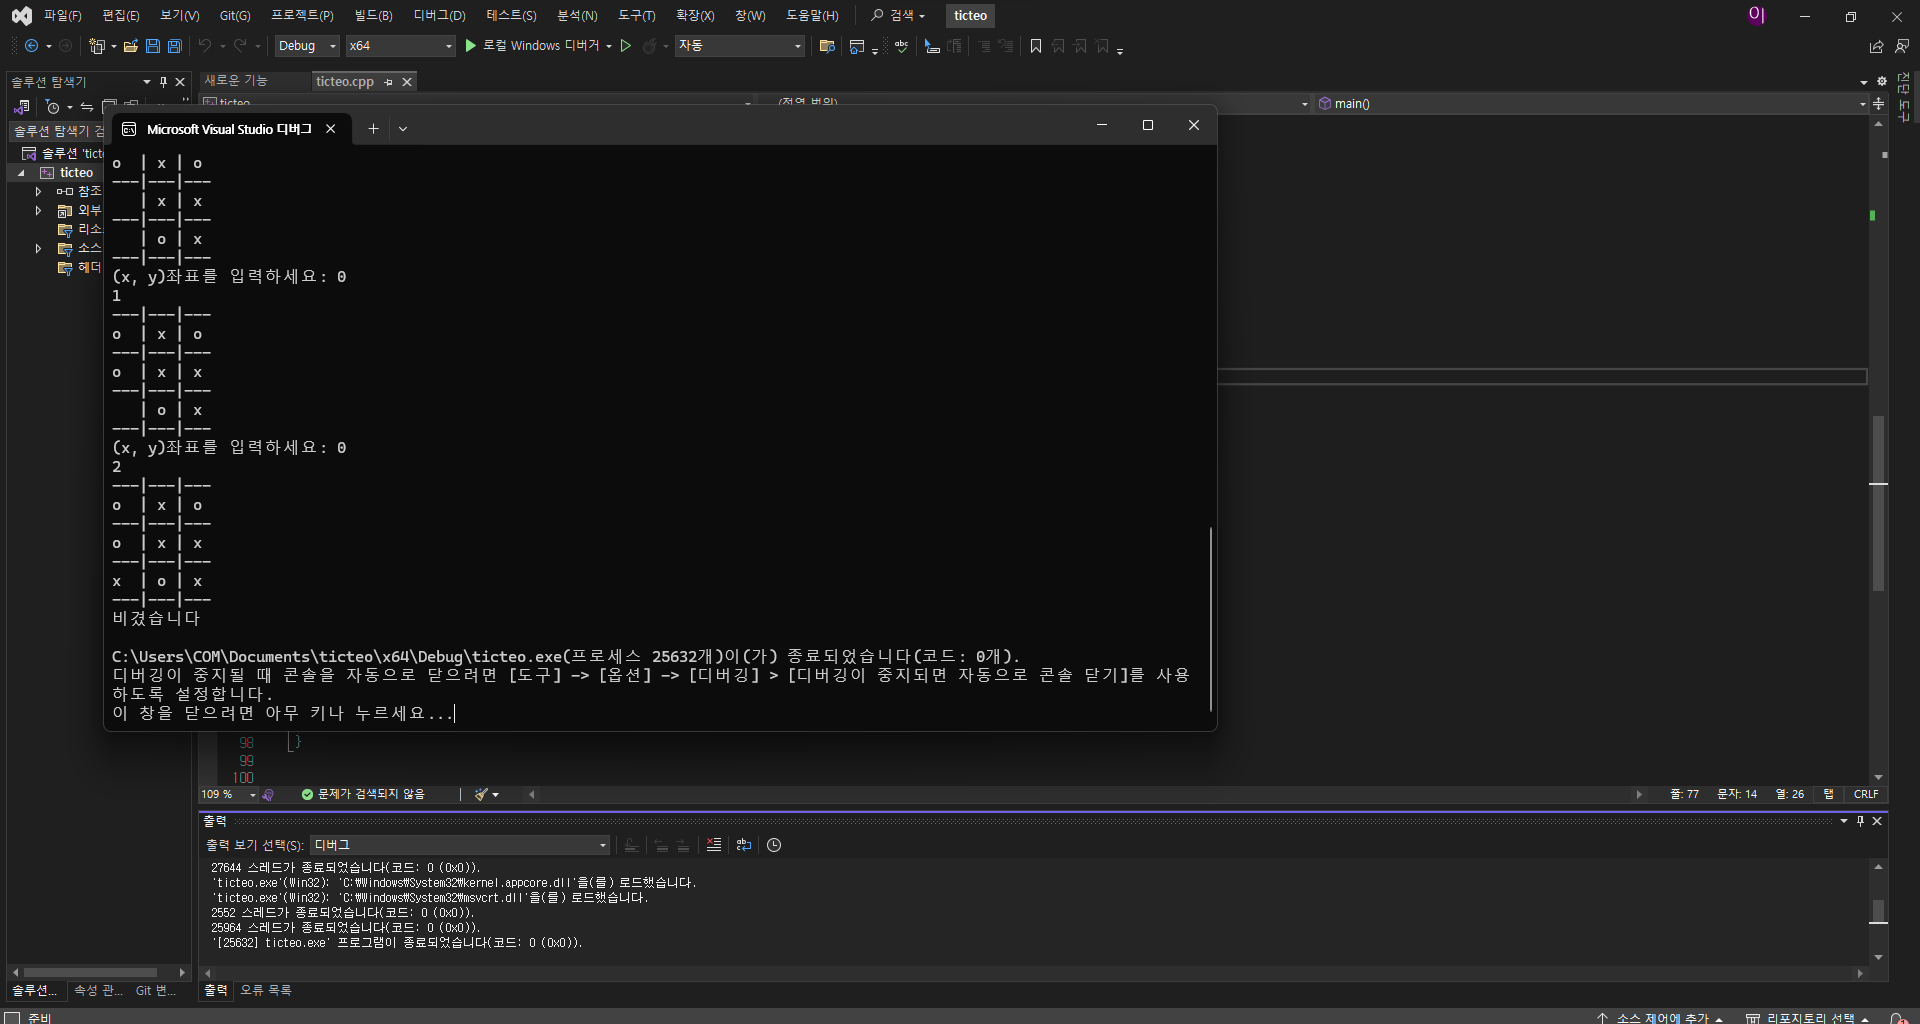 파일(F) 편집(E) 보기(V) Git(G) 프로젝트(P) 빌드(B) 디버그(D) 테스트(S) 분석(N) 도구(T) 확장(X) 창(W) 도움말(H) 검색 ticteo 이
Debug x64 로컬 Windows 디버거 자동
솔루션 탐색기
새로운 기능 ticteo.cpp
ticteo (전역 범위) main()
진단 도구
솔루션 탐색기 검
솔루션 'tict
ticteo
참조
외부
리소
소스
헤더
Microsoft Visual Studio 디버그
o | x | o
---|---|---
| x | x
---|---|---
| o | x
---|---|---
(x, y)좌표를 입력하세요: 0
1
---|---|---
o | x | o
---|---|---
o | x | x
---|---|---
| o | x
---|---|---
(x, y)좌표를 입력하세요: 0
2
---|---|---
o | x | o
---|---|---
o | x | x
---|---|---
x | o | x
---|---|---
비겼습니다
C:\Users\COM\Documents\ticteo\x64\Debug\ticteo.exe(프로세스 25632개)이(가) 종료되었습니다(코드: 0개).
디버깅이 중지될 때 콘솔을 자동으로 닫으려면 [도구] -> [옵션] -> [디버깅] > [디버깅이 중지되면 자동으로 콘솔 닫기]를 사용
하도록 설정합니다.
이 창을 닫으려면 아무 키나 누르세요...
98 }
99
100
109 % 문제가 검색되지 않음 줄: 77 문자: 14 열: 26 탭 CRLF
출력
출력 보기 선택(S): 디버그
27644 스레드가 종료되었습니다(코드: 0 (0x0)).
'ticteo.exe'(Win32): 'C:₩Windows₩System32₩kernel.appcore.dll'을(를) 로드했습니다.
'ticteo.exe'(Win32): 'C:₩Windows₩System32₩msvcrt.dll'을(를) 로드했습니다.
2552 스레드가 종료되었습니다(코드: 0 (0x0)).
25964 스레드가 종료되었습니다(코드: 0 (0x0)).
'[25632] ticteo.exe' 프로그램이 종료되었습니다(코드: 0 (0x0)).
솔루션... 속성 관... Git 변... 출력 오류 목록
준비 소스 제어에 추가 리포지토리 선택